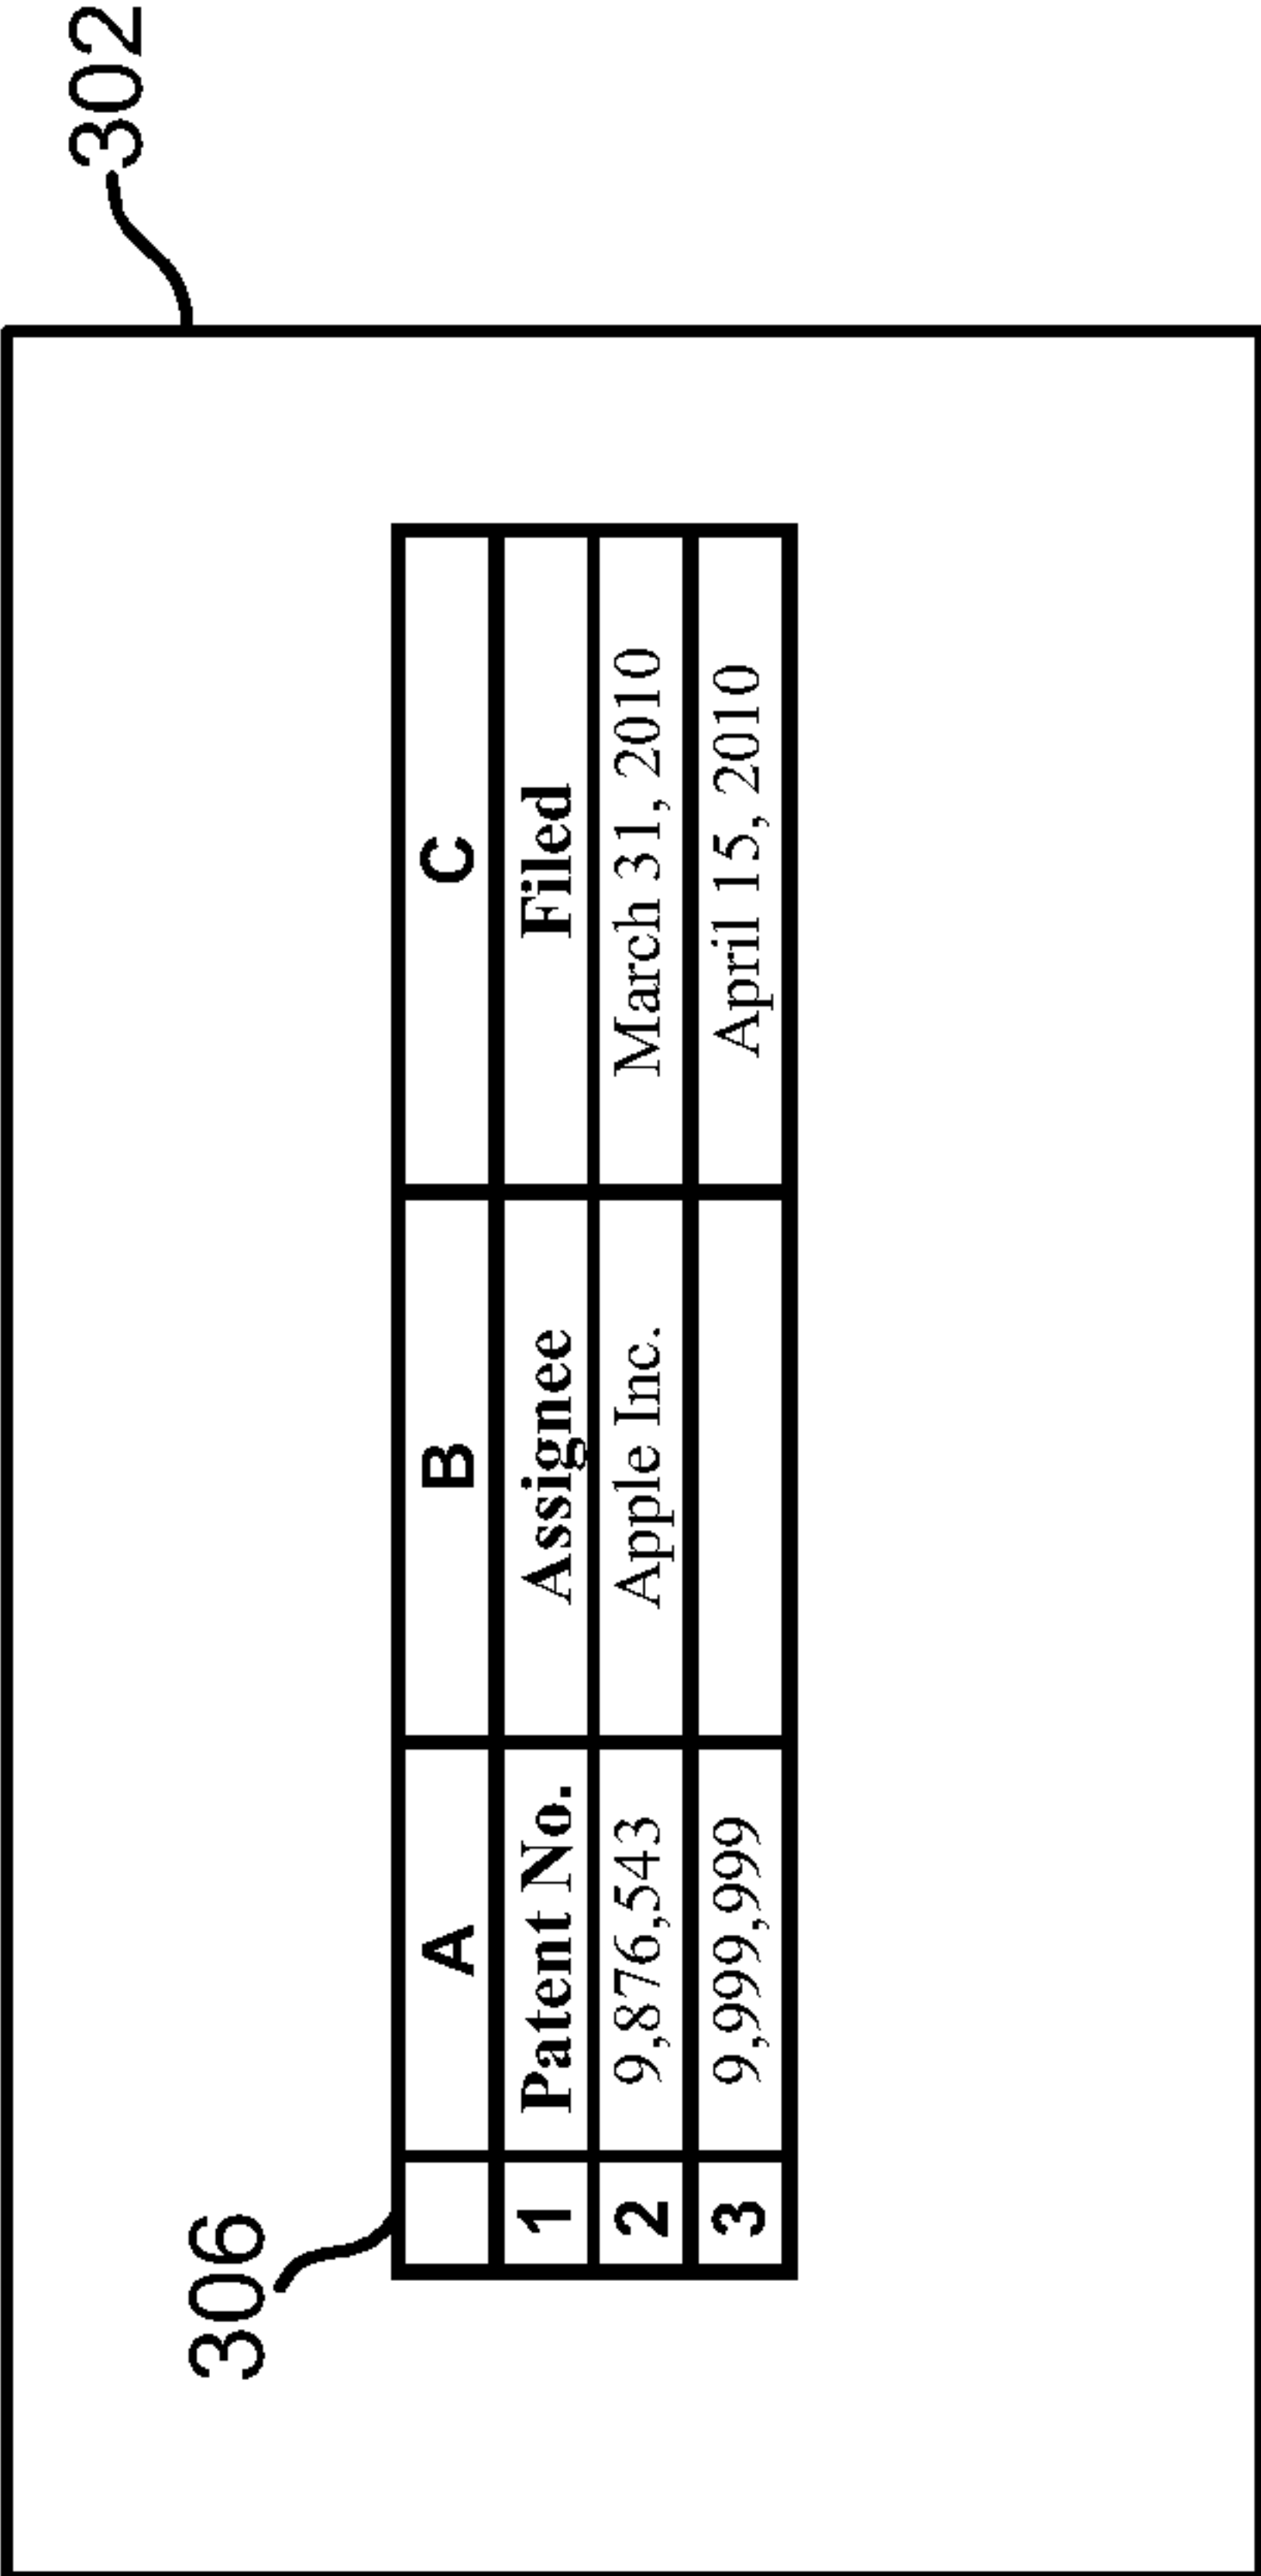 302
306
A B C
1 Patent No. Assignee Filed
2 9,876,543 Apple Inc. March 31, 2010
3 9,999,999 April 15, 2010